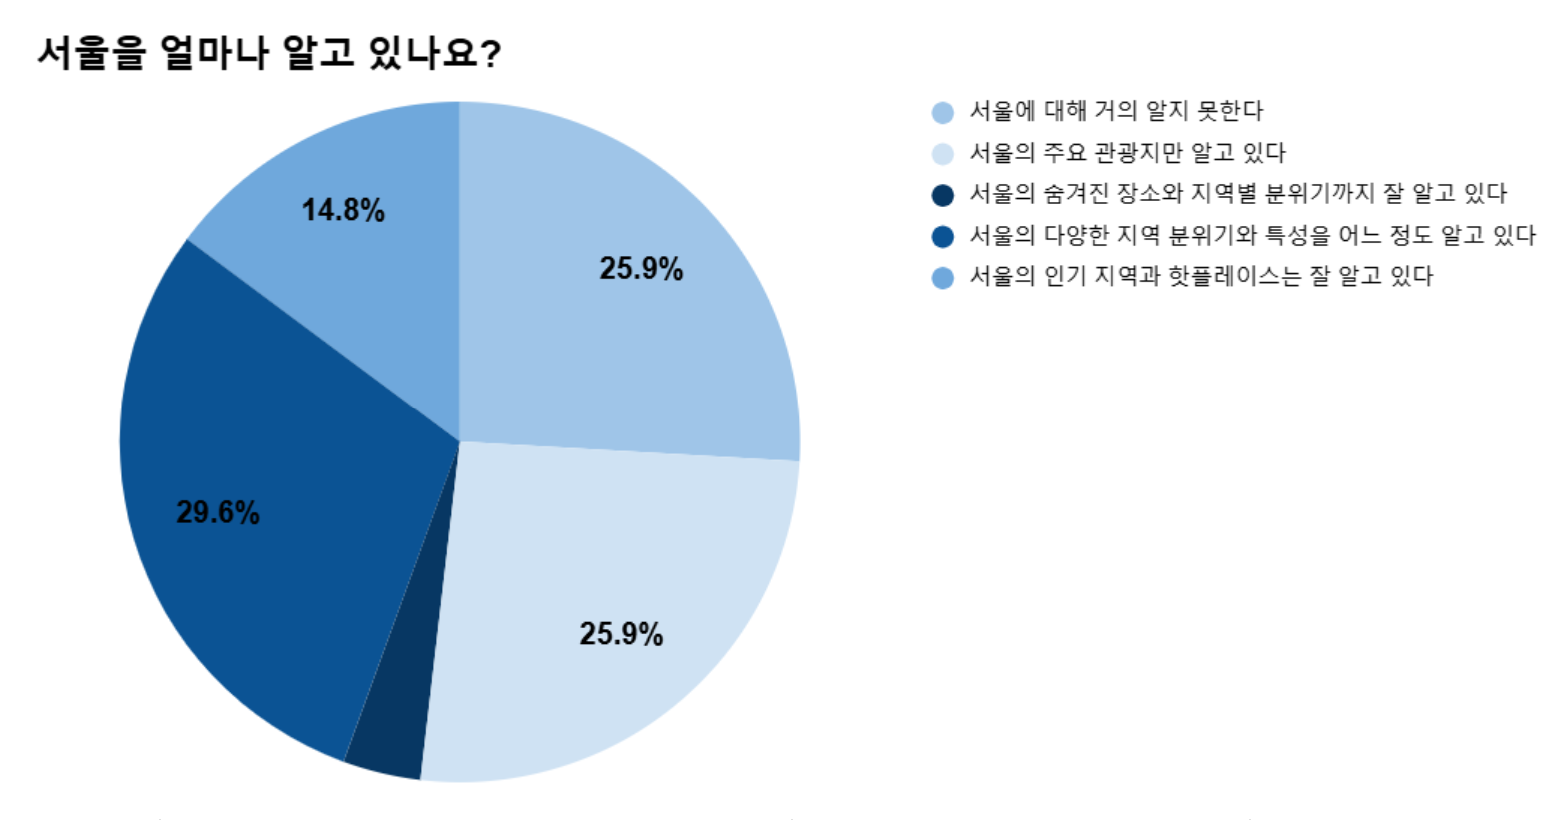 서울을 얼마나 알고 있나요?
서울에 대해 거의 알지 못한다
서울의 주요 관광지만 알고 있다
서울의 숨겨진 장소와 지역별 분위기까지 잘 알고 있다
서울의 다양한 지역 분위기와 특성을 어느 정도 알고 있다
서울의 인기 지역과 핫플레이스는 잘 알고 있다
14.8%
25.9%
29.6%
25.9%